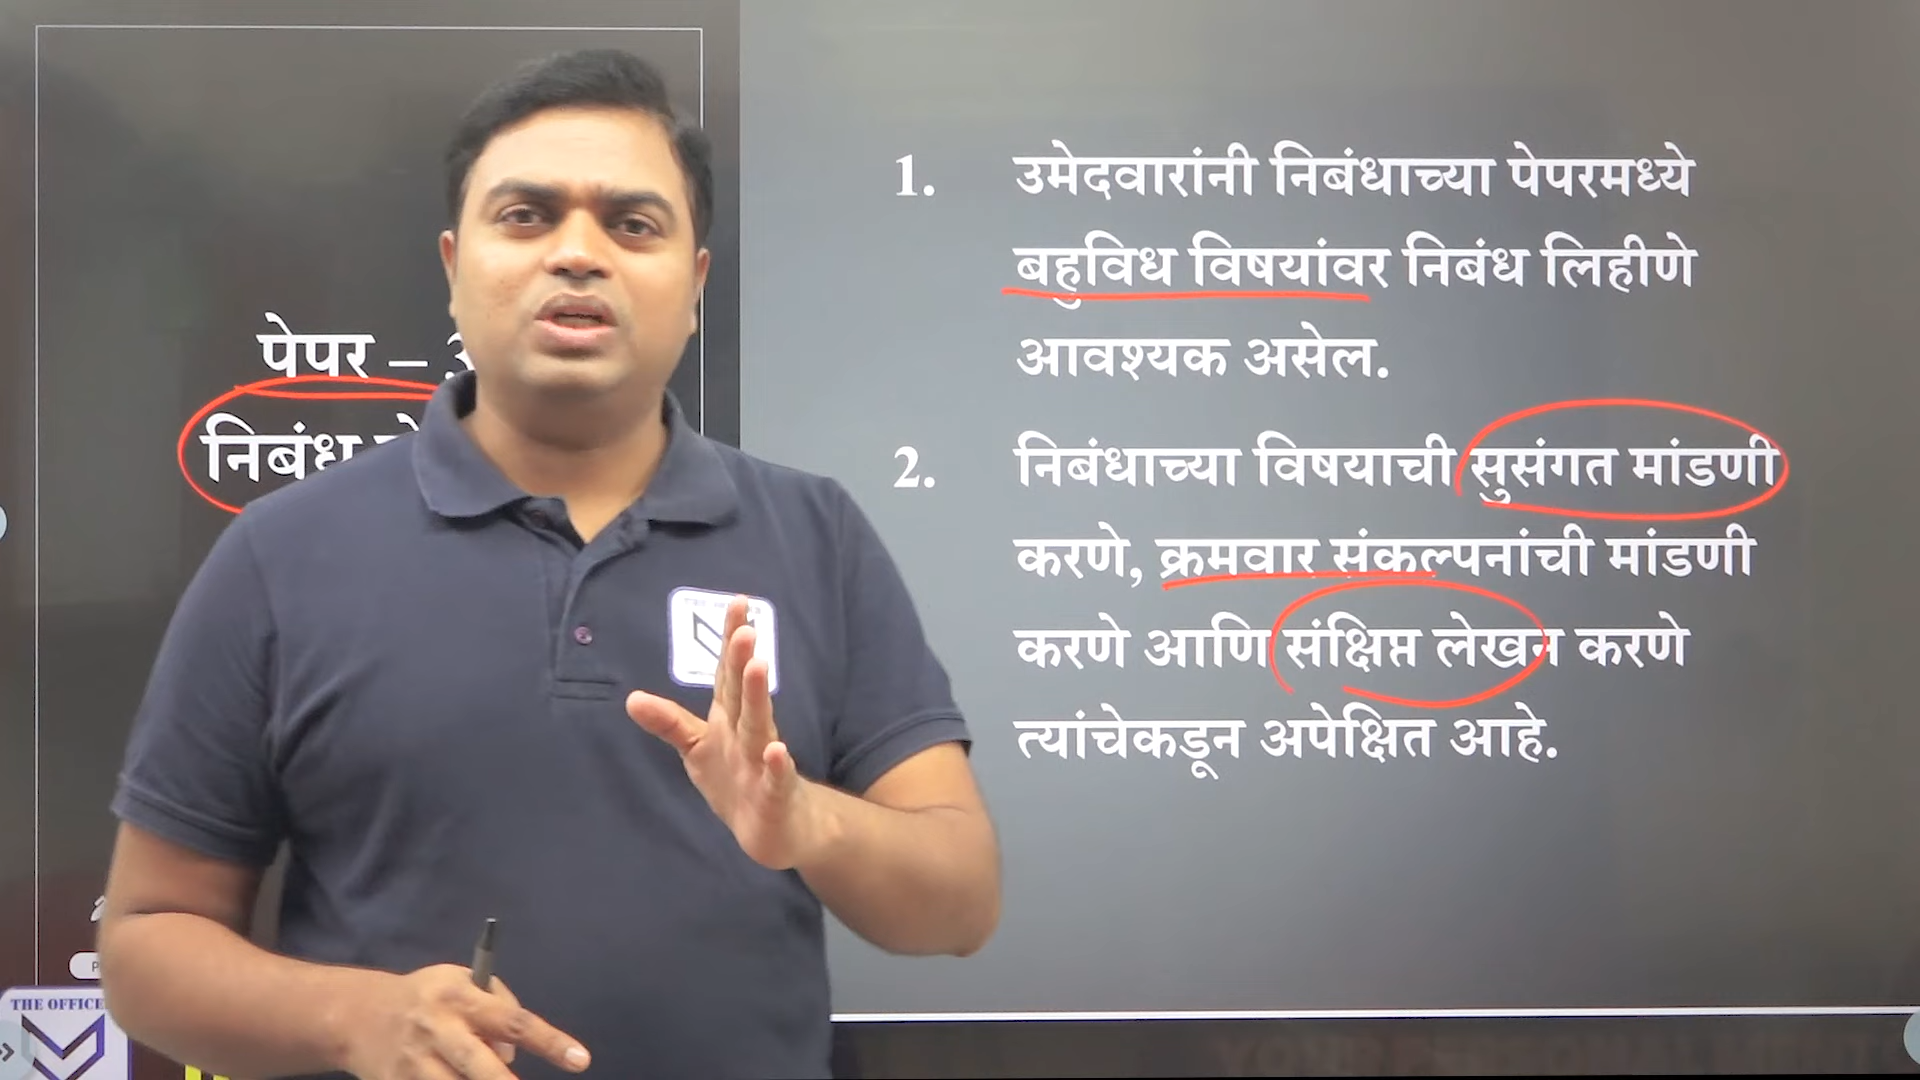 पेपर –
निबंध
1. उमेदवारांनी निबंधाच्या पेपरमध्ये
बहुविध विषयांवर निबंध लिहीणे
आवश्यक असेल.
2. निबंधाच्या विषयाची सुसंगत मांडणी
करणे, क्रमवार संकल्पनांची मांडणी
करणे आणि संक्षिप्त लेखन करणे
त्यांचेकडून अपेक्षित आहे.
THE OFFICE